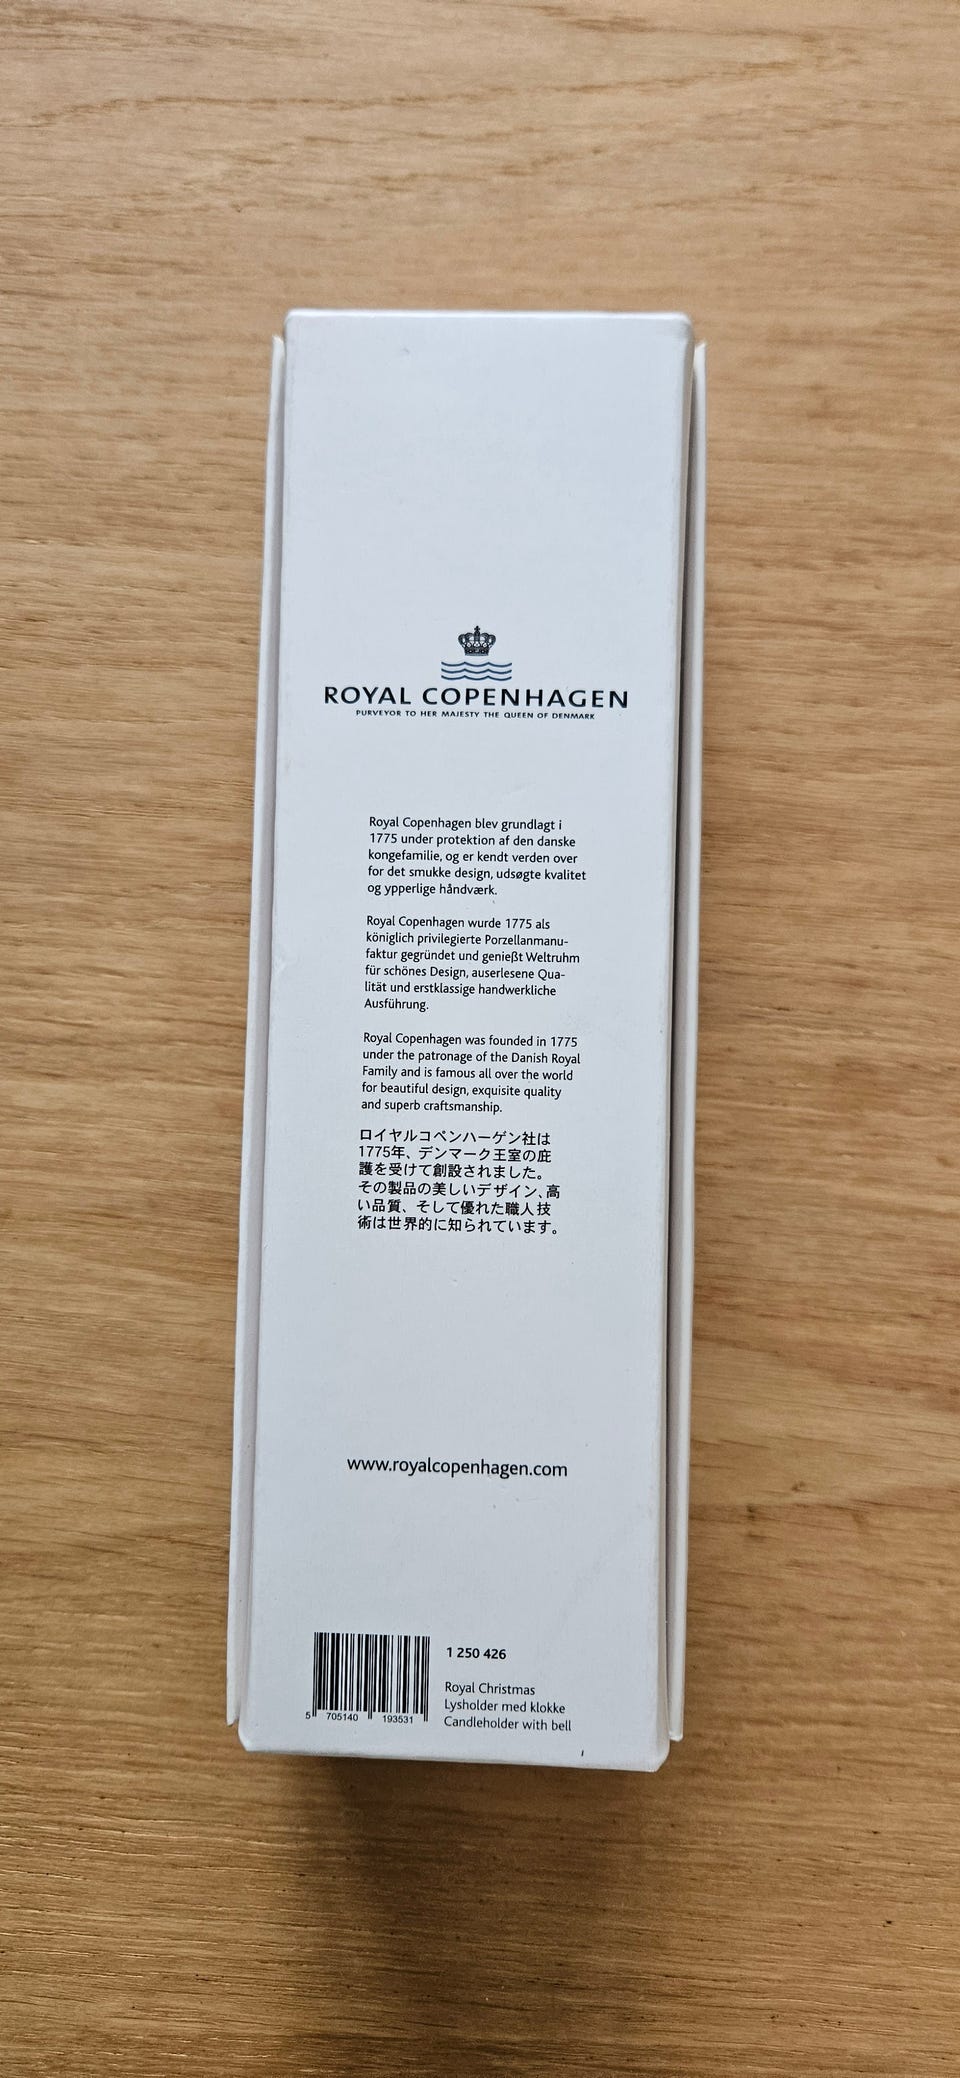 ROYAL COPENHAGEN
PURVEYOR TO HER MAJESTY THE QUEEN OF DENMARK
Royal Copenhagen blev grundlagt i
1775 under protektion af den danske
kongefamilie, og er kendt verden over
for det smukke design, udsøgte kvalitet
og ypperlige håndværk.
Royal Copenhagen wurde 1775 als
königlich privilegierte Porzellanmanu-
faktur gegründet und genießt Weltruhm
für schönes Design, auserlesene Qua-
lität und erstklassige handwerkliche
Ausführung.
Royal Copenhagen was founded in 1775
under the patronage of the Danish Royal
Family and is famous all over the world
for beautiful design, exquisite quality
and superb craftsmanship.
ロイヤルコペンハーゲン社は
1775年、デンマーク王室の庇
護を受けて創設されました。
その製品の美しいデザイン、高
い品質、そして優れた職人技
術は世界的に知られています。
www.royalcopenhagen.com
1 250 426
Royal Christmas
Lysholder med klokke
Candleholder with bell
5 705140 193531